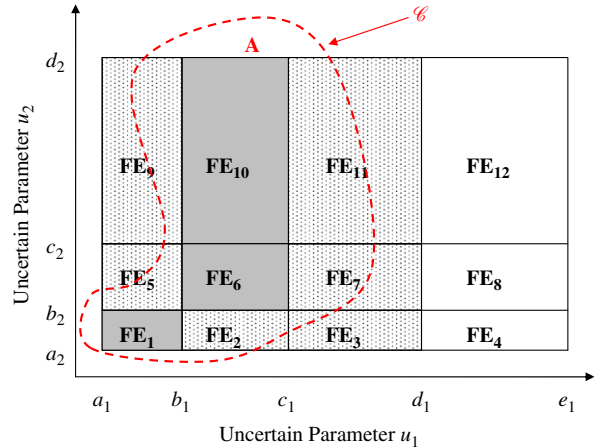 𝒞
A
d₂
FE₉ FE₁₀ FE₁₁ FE₁₂
c₂
FE₅ FE₆ FE₇ FE₈
b₂
FE₁ FE₂ FE₃ FE₄
a₂
a₁ b₁ c₁ d₁ e₁
Uncertain Parameter u₁
Uncertain Parameter u₂